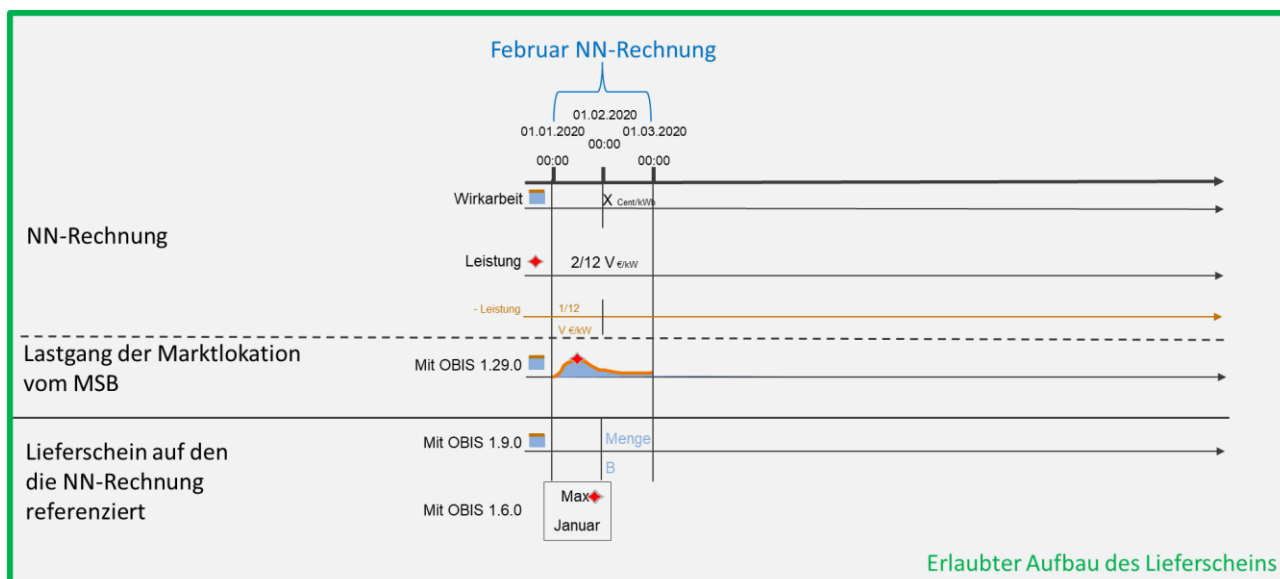 Februar NN-Rechnung
01.02.2020
01.01.2020 01.03.2020
00:00
00:00 00:00
Wirkarbeit X Cent/kWh
NN-Rechnung
Leistung 2/12 V €/kW
- Leistung 1/12
V €/kW
Lastgang der Marktlokation
vom MSB
Mit OBIS 1.29.0
Lieferschein auf den
die NN-Rechnung
referenziert
Mit OBIS 1.9.0 Menge
B
Mit OBIS 1.6.0 Max
Januar
Erlaubter Aufbau des Lieferscheins